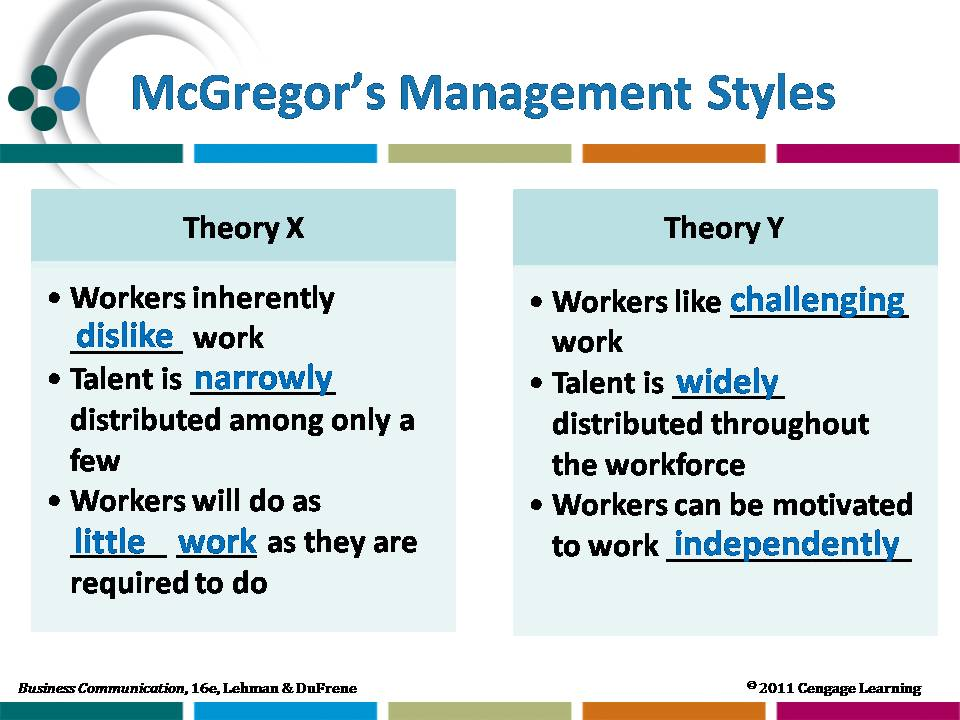 McGregor's Management Styles
Theory X
• Workers inherently
dislike work
• Talent is narrowly
distributed among only a
few
• Workers will do as
little work as they are
required to do
Theory Y
• Workers like challenging
work
• Talent is widely
distributed throughout
the workforce
• Workers can be motivated
to work independently
Business Communication, 16e, Lehman & DuFrene
© 2011 Cengage Learning